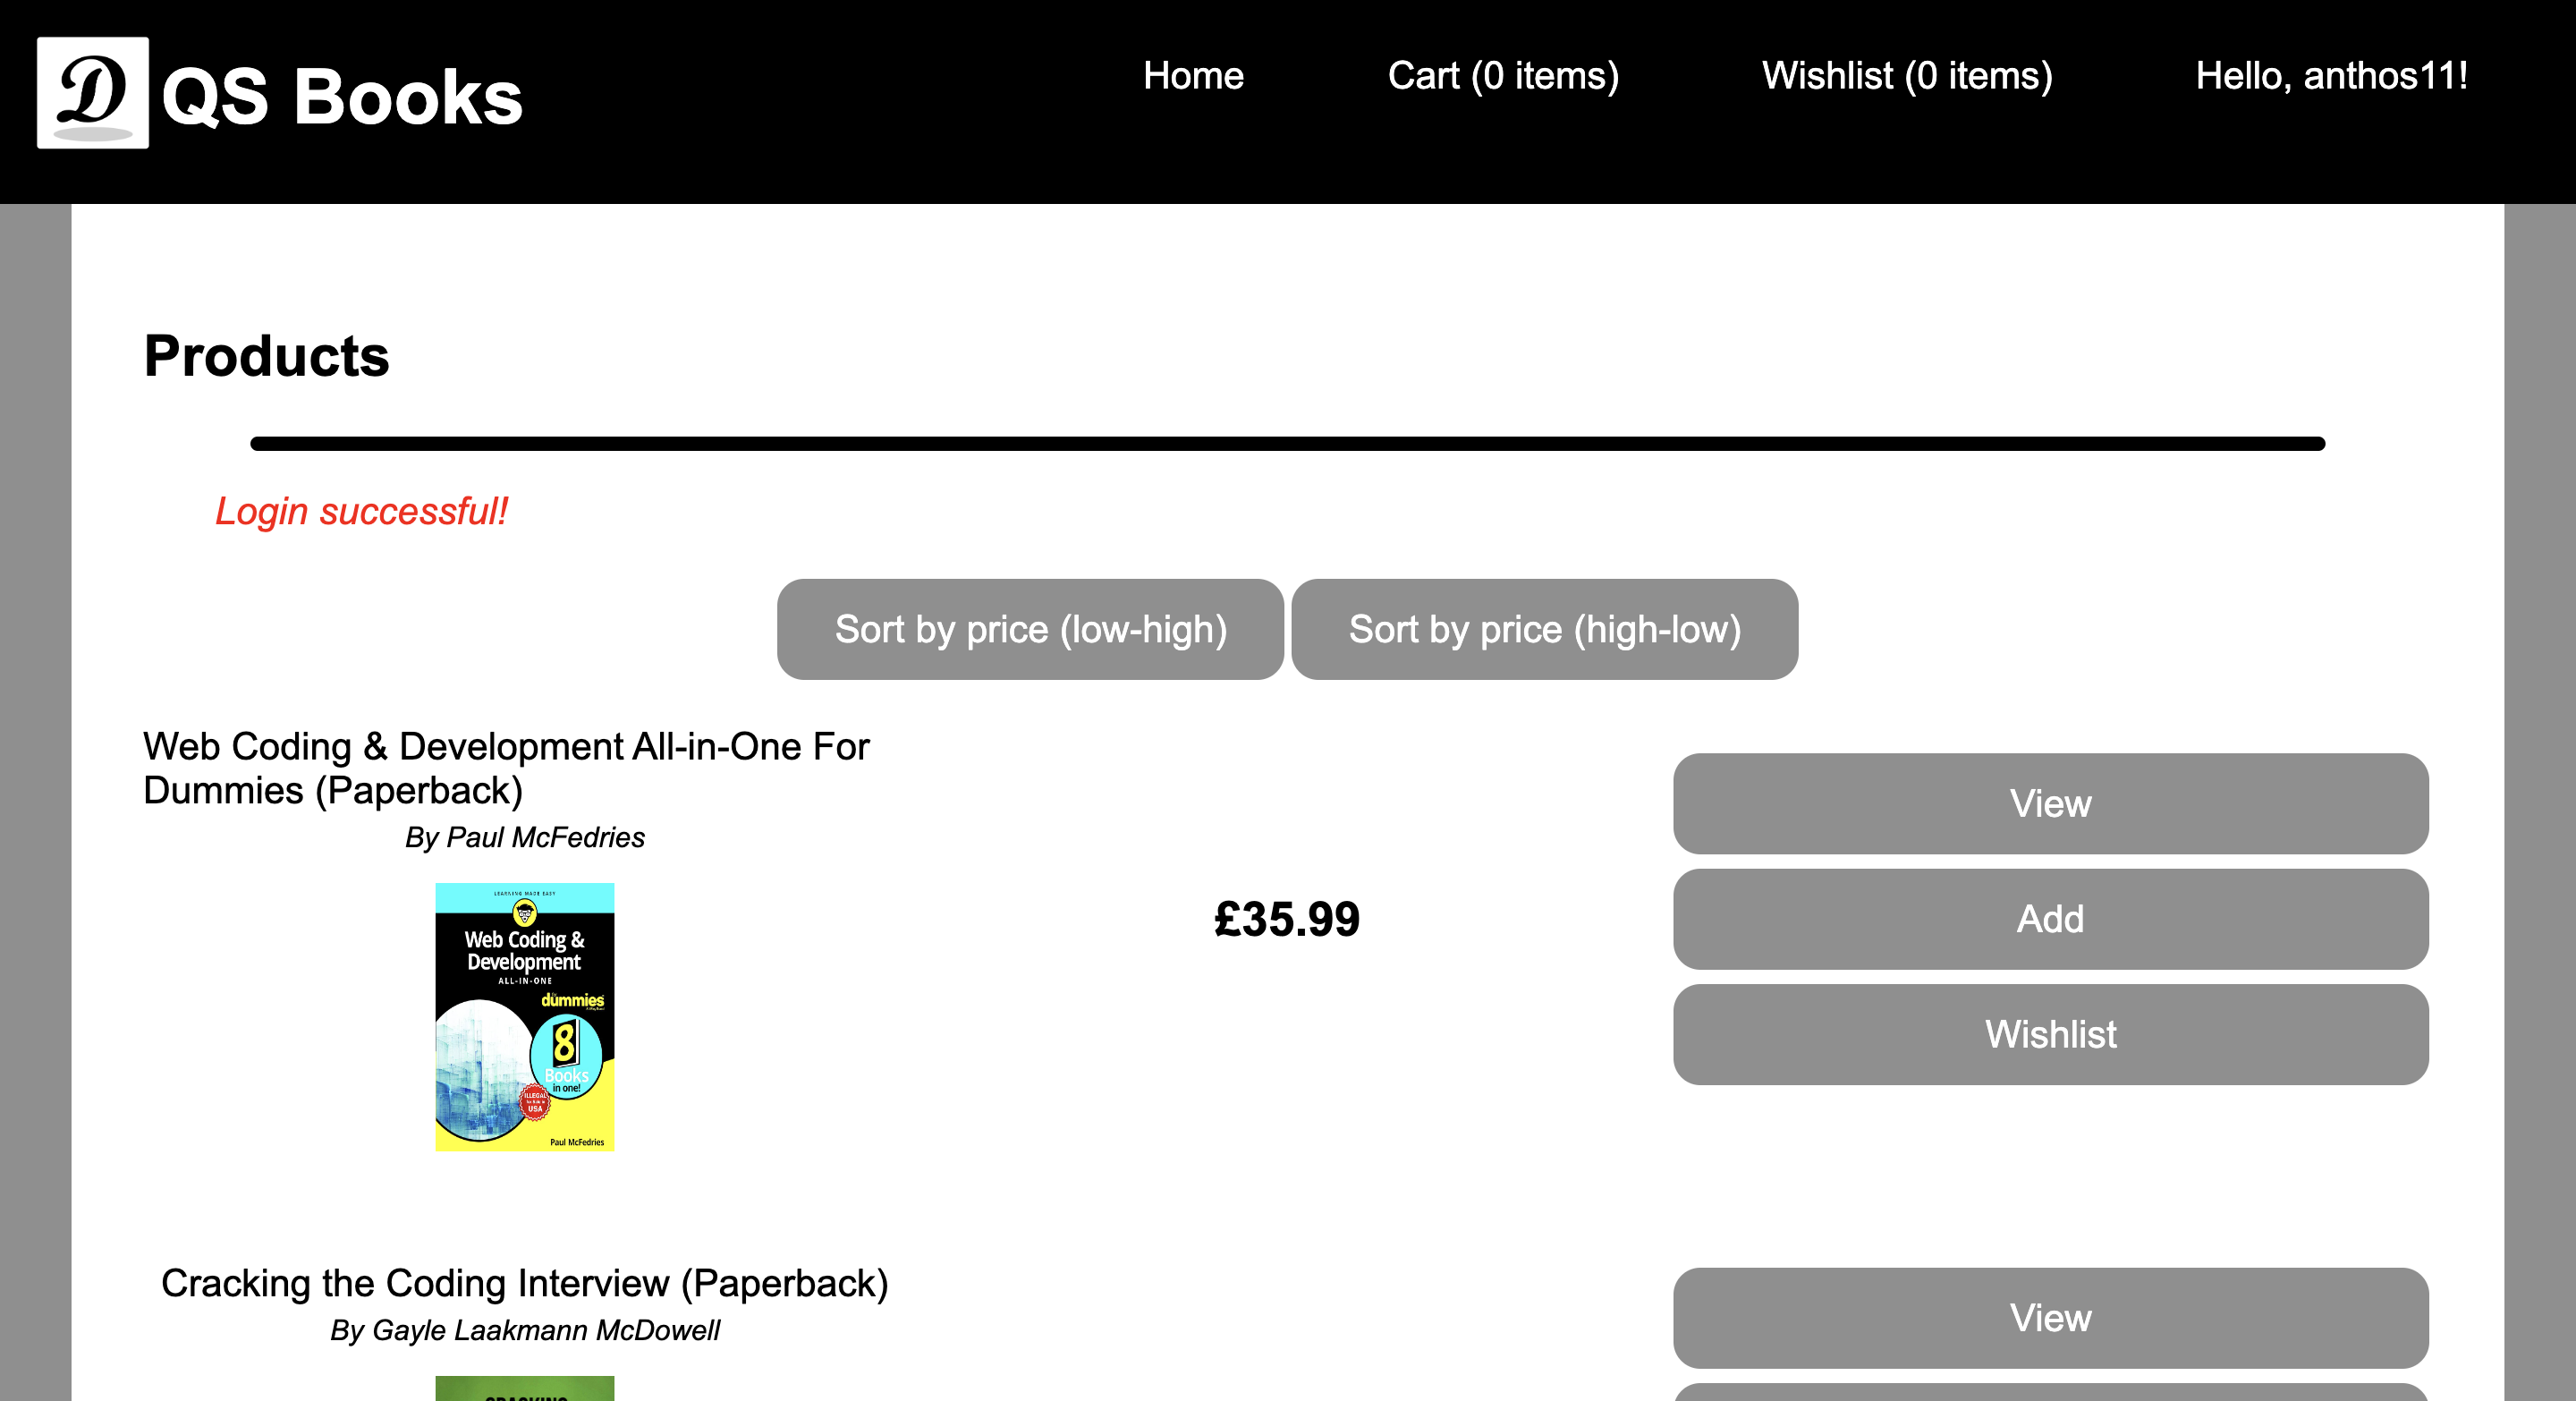 D QS Books
Home Cart (0 items) Wishlist (0 items) Hello, anthos11!
Products
Login successful!
Sort by price (low-high) Sort by price (high-low)
Web Coding & Development All-in-One For
Dummies (Paperback)
By Paul McFedries
LEARNING MADE EASY
Web Coding &
Development
ALL-IN-ONE
dummies
8
Books
in one!
ILLEGAL
USA
Paul McFedries
£35.99
View
Add
Wishlist
Cracking the Coding Interview (Paperback)
By Gayle Laakmann McDowell
View